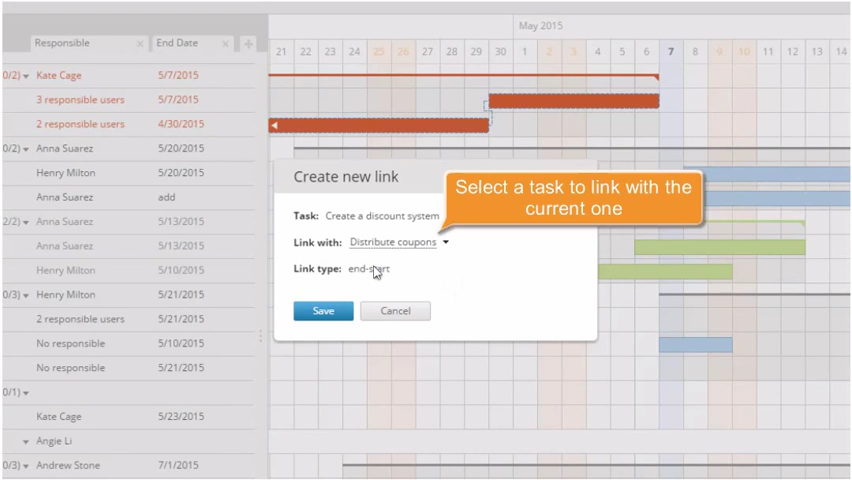 May 2015
Responsible × End Date × +
21 22 23 24 25 26 27 28 29 30 1 2 3 4 5 6 7 8 9 10 11 12 13 14
0/2) Kate Cage 5/7/2015
3 responsible users 5/7/2015
2 responsible users 4/30/2015
0/2) Anna Suarez 5/20/2015
Henry Milton 5/20/2015
Anna Suarez add
2/2) Anna Suarez 5/13/2015
Anna Suarez 5/13/2015
Henry Milton 5/10/2015
0/3) Henry Milton 5/21/2015
2 responsible users 5/21/2015
No responsible 5/10/2015
No responsible 5/21/2015
0/1)
Kate Cage 5/23/2015
Angie Li
0/3) Andrew Stone 7/1/2015
Create new link
Task: Create a discount system
Link with: Distribute coupons
Link type: end-start
Save Cancel
Select a task to link with the
current one